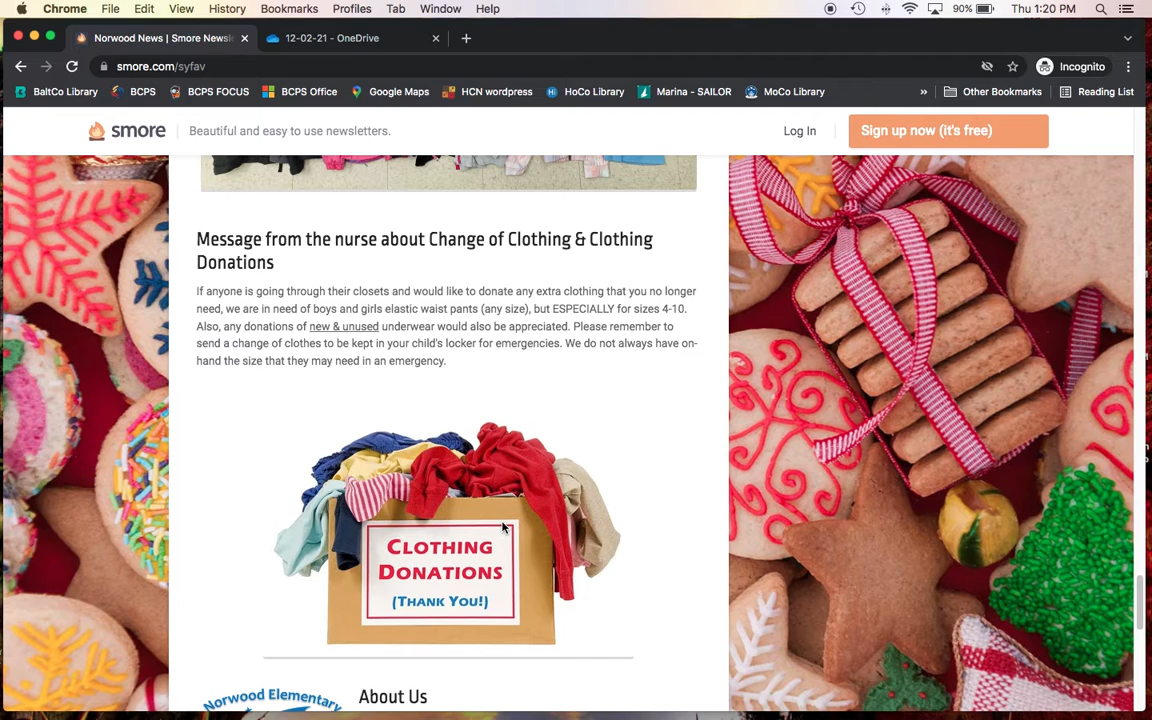 Chrome File Edit View History Bookmarks Profiles Tab Window Help 90% Thu 1:20 PM
Norwood News | Smore Newsle 12-02-21 - OneDrive
smore.com/syfav Incognito
BaltCo Library BCPS BCPS FOCUS BCPS Office Google Maps HCN wordpress HoCo Library Marina - SAILOR MoCo Library » Other Bookmarks Reading List
smore Beautiful and easy to use newsletters. Log In Sign up now (it's free)
Message from the nurse about Change of Clothing & Clothing
Donations
If anyone is going through their closets and would like to donate any extra clothing that you no longer
need, we are in need of boys and girls elastic waist pants (any size), but ESPECIALLY for sizes 4-10.
Also, any donations of new & unused underwear would also be appreciated. Please remember to
send a change of clothes to be kept in your child's locker for emergencies. We do not always have on-
hand the size that they may need in an emergency.
CLOTHING
DONATIONS
(THANK YOU!)
Norwood Elementary
About Us